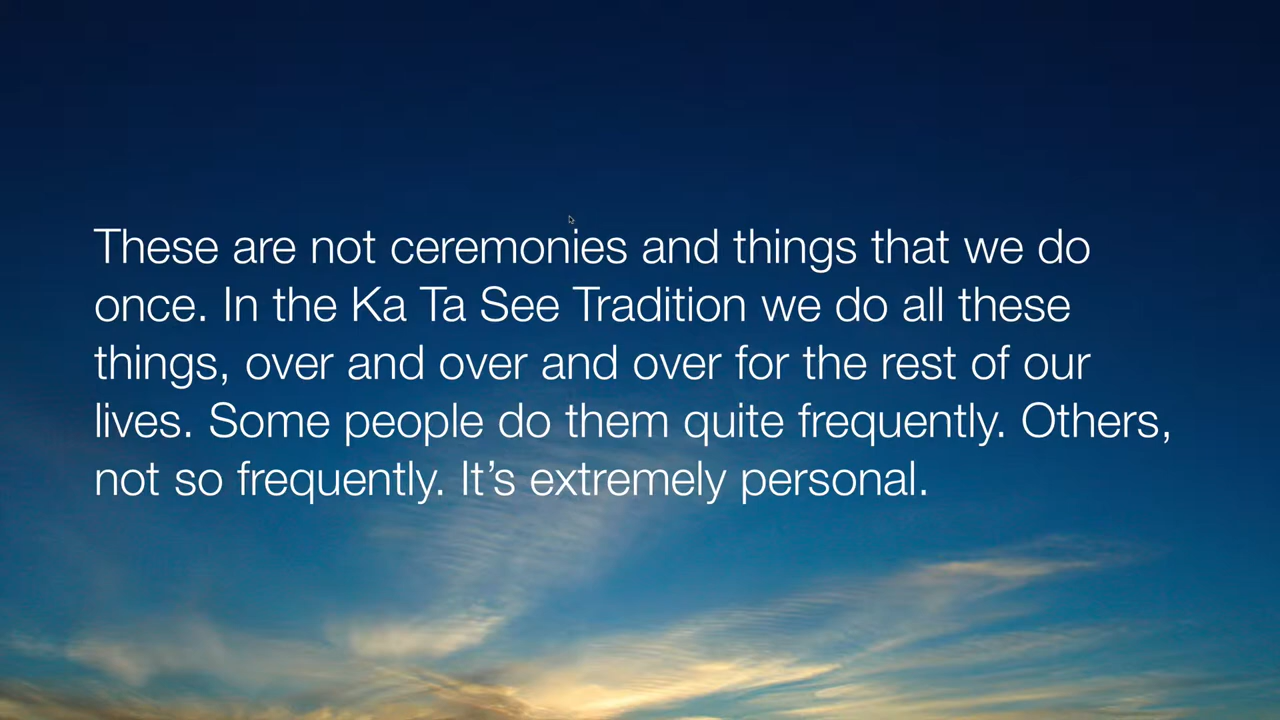 These are not ceremonies and things that we do
once. In the Ka Ta See Tradition we do all these
things, over and over and over for the rest of our
lives. Some people do them quite frequently. Others,
not so frequently. It’s extremely personal.